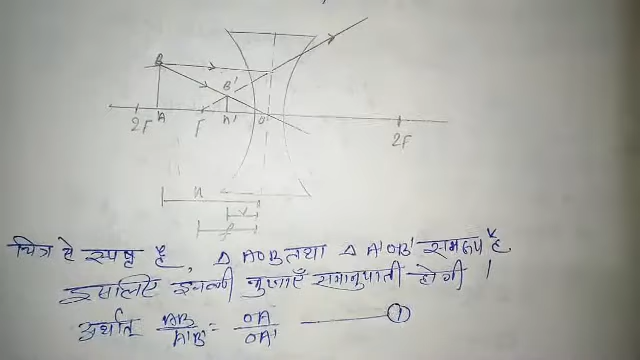 B
B'
2F
A
F
A'
O
2F
u
v
f
चित्र से स्पष्ट है, Δ AOB तथा Δ A'OB' समरूप है,
इसलिए इनकी भुजाएँ समानुपाती होगी ।
अर्थात् AB/A'B' = OA/OA' ——— ①